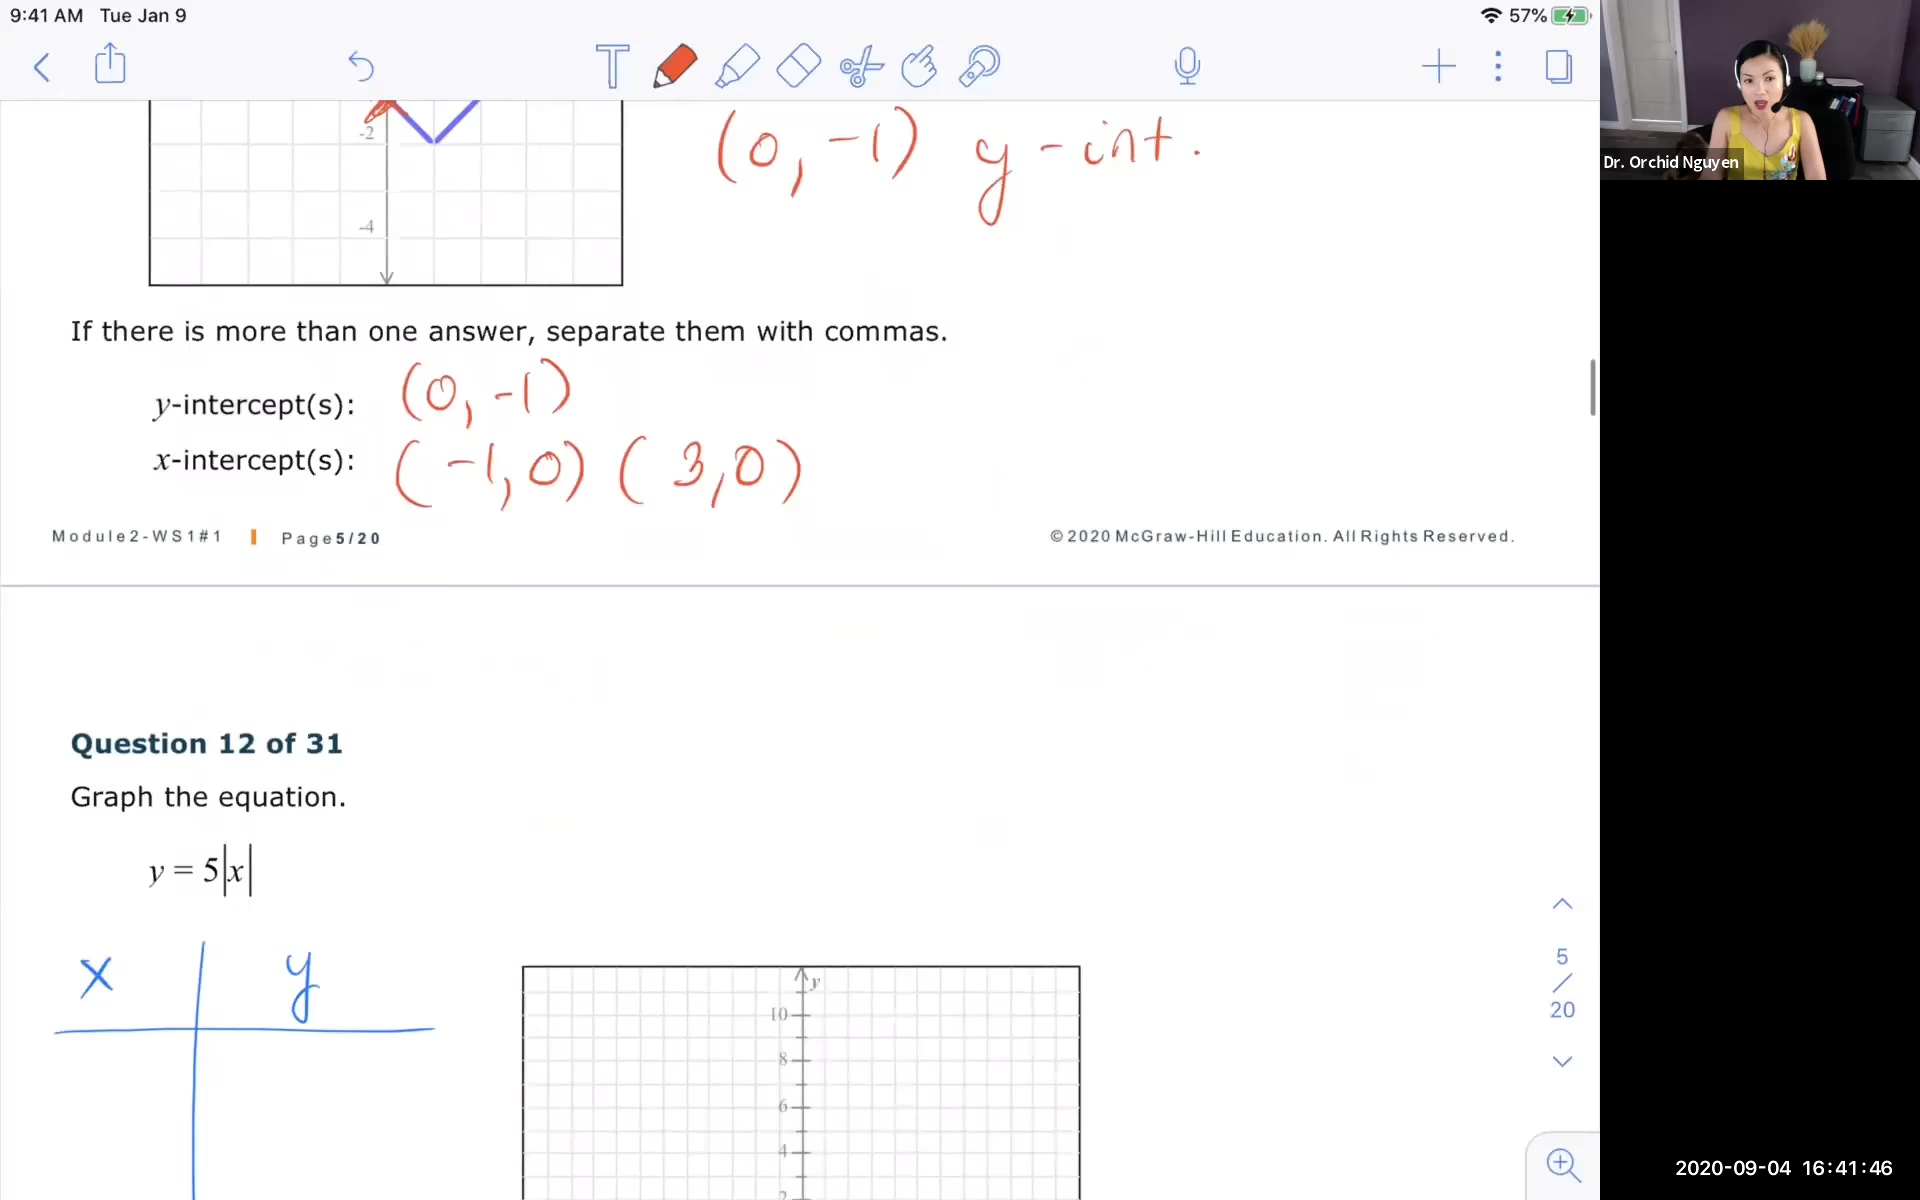 9:41 AM Tue Jan 9
57%
Dr. Orchid Nguyen
-2
(0, -1) y-int.
-4
If there is more than one answer, separate them with commas.
y-intercept(s): (0, -1)
x-intercept(s): (-1, 0) (3, 0)
Module2-WS1#1 Page5/20 ©2020 McGraw-Hill Education. All Rights Reserved.
Question 12 of 31
Graph the equation.
y = 5|x|
x y
y
10
8
6
4
2
5
/
20
2020-09-04 16:41:46